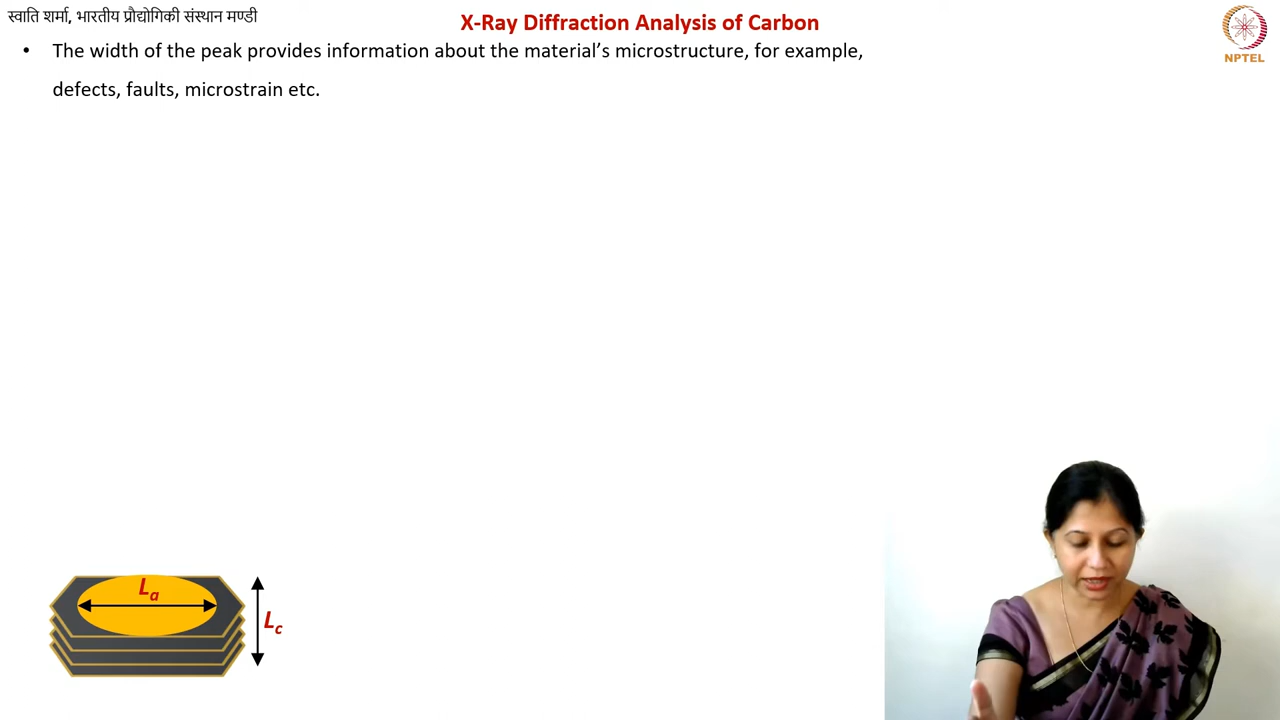 स्वाति शर्मा, भारतीय प्रौद्योगिकी संस्थान मण्डी
X-Ray Diffraction Analysis of Carbon
NPTEL
• The width of the peak provides information about the material’s microstructure, for example,
defects, faults, microstrain etc.
La
Lc